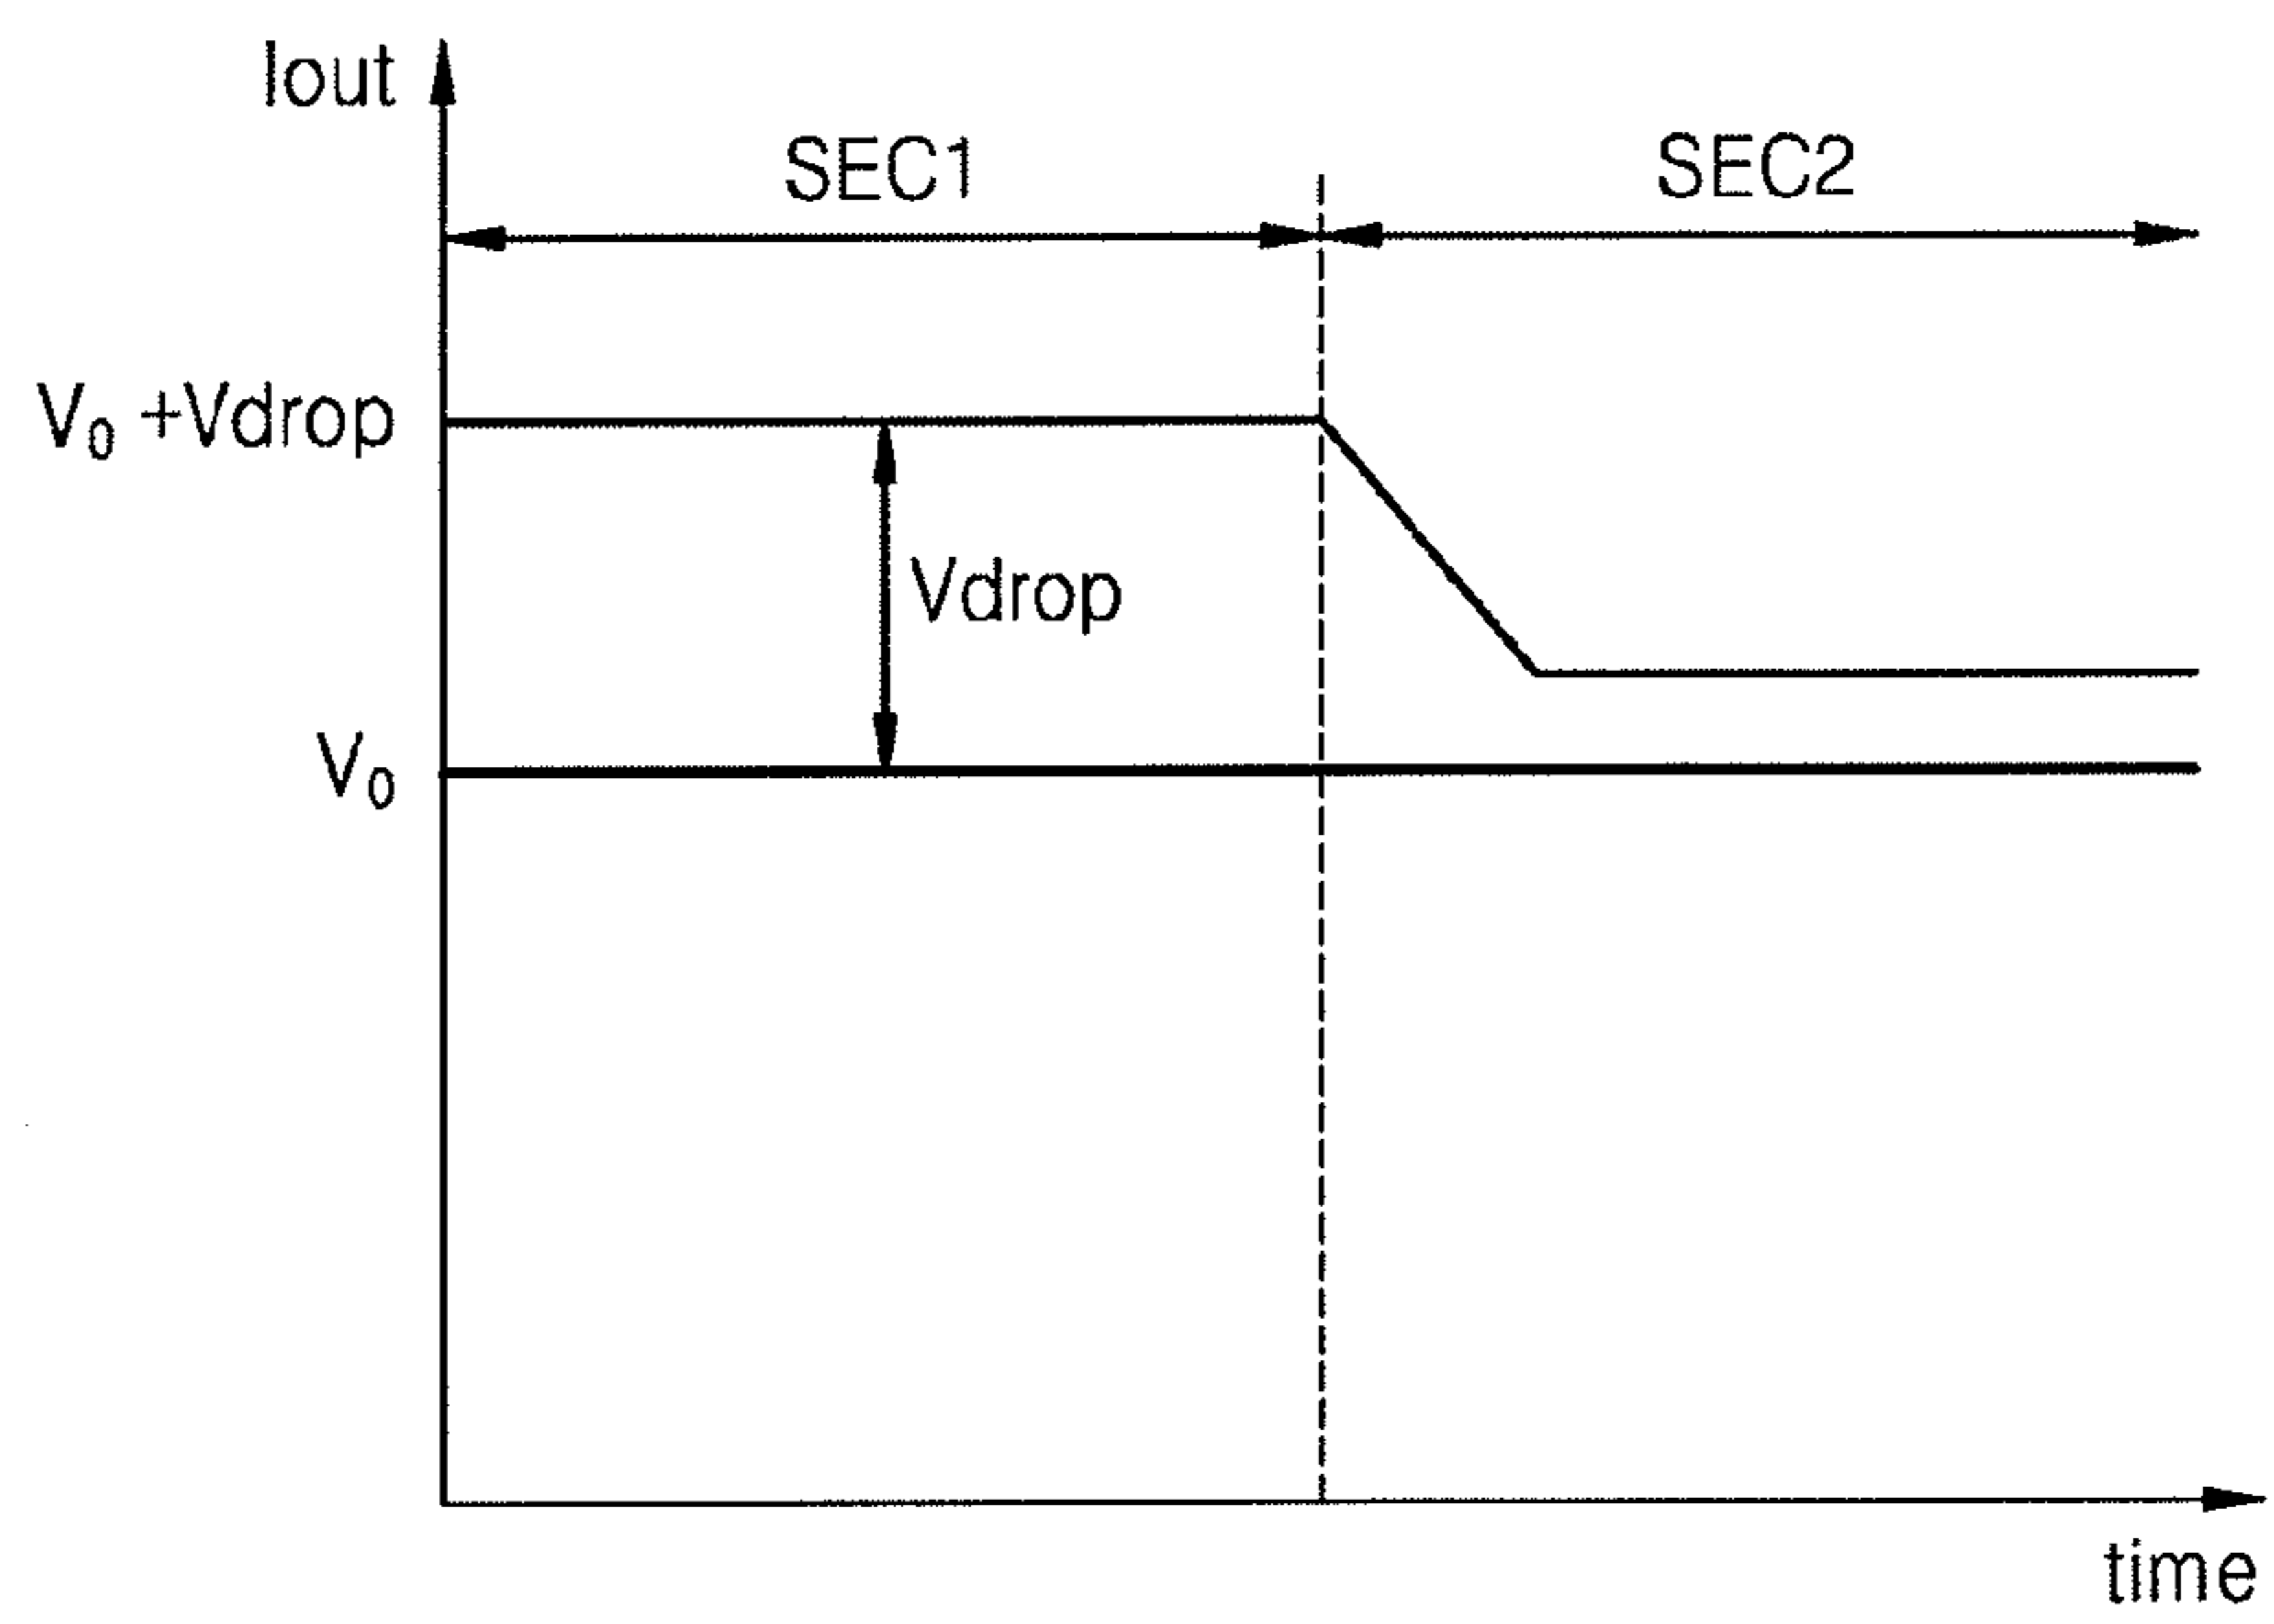 Iout
SEC1
SEC2
V₀ +Vdrop
Vdrop
V₀
time